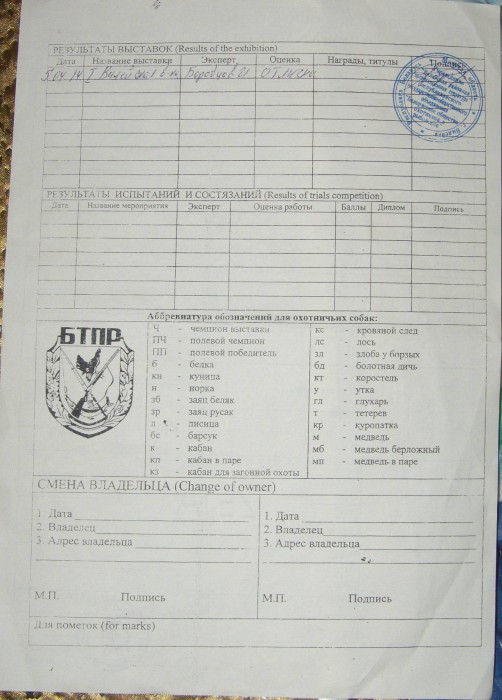 РЕЗУЛЬТАТЫ ВЫСТАВОК (Results of the exhibition)
Дата Название выставки Эксперт Оценка Награды, титулы Подпись
РЕЗУЛЬТАТЫ ИСПЫТАНИЙ И СОСТЯЗАНИЙ (Results of trials competition)
Дата Название мероприятия Эксперт Оценка работы Баллы Диплом Подпись
Аббревиатура обозначений для охотничьих собак:
БТПР
Ч - чемпион выставки
ПЧ - полевой чемпион
ПП - полевой победитель
б - белка
кн - куница
н - норка
зб - заяц беляк
зр - заяц русак
л - лисица
бс - барсук
к - кабан
кп - кабан в паре
кз - кабан для загонной охоты
кс - кровяной след
лс - лось
зл - злоба у борзых
бд - болотная дичь
кт - коростель
у - утка
гл - глухарь
т - тетерев
кр - куропатка
м - медведь
мб - медведь берложный
мп - медведь в паре
СМЕНА ВЛАДЕЛЬЦА (Change of owner)
1. Дата
2. Владелец
3. Адрес владельца
М.П. Подпись
1. Дата
2. Владелец
3. Адрес владельца
М.П. Подпись
Для пометок (for marks)